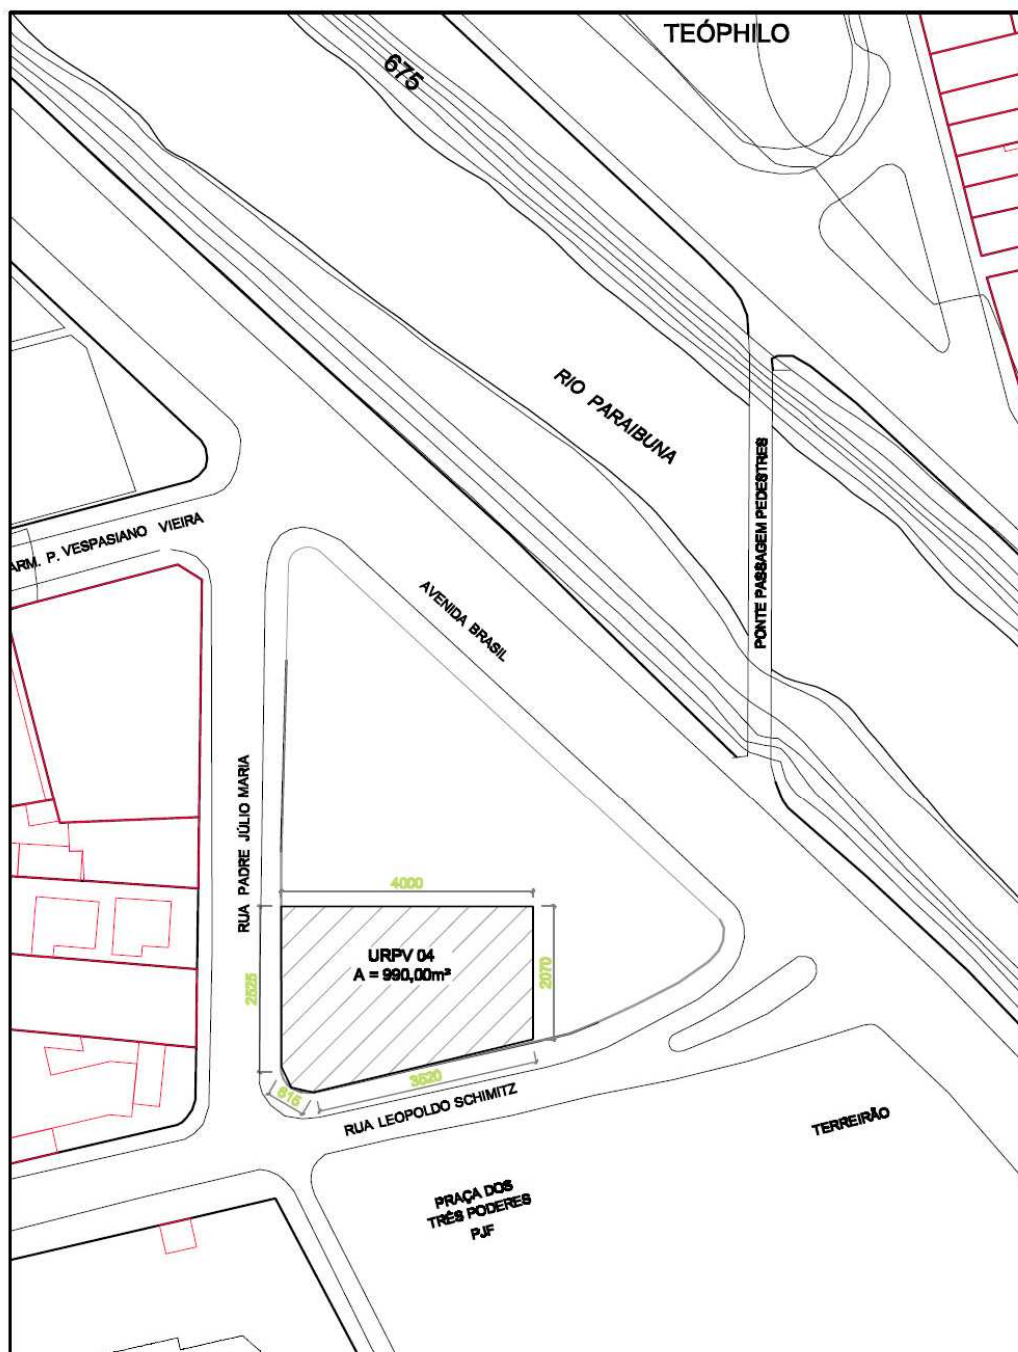 TEÓPHILO
675
RIO PARAIBUNA
PONTE PASSAGEM PEDESTRES
ARM. P. VESPASIANO VIEIRA
AVENIDA BRASIL
RUA PADRE JÚLIO MARIA
4000
URPV 04
A = 990,00m²
2525
2070
3520
615
RUA LEOPOLDO SCHIMITZ
TERREIRÃO
PRAÇA DOS
TRÊS PODERES
PJF